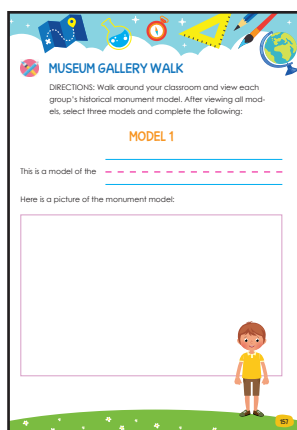 MUSEUM GALLERY WALK
DIRECTIONS: Walk around your classroom and view each
group's historical monument model. After viewing all mod-
els, select three models and complete the following:
MODEL 1
This is a model of the
Here is a picture of the monument model:
157